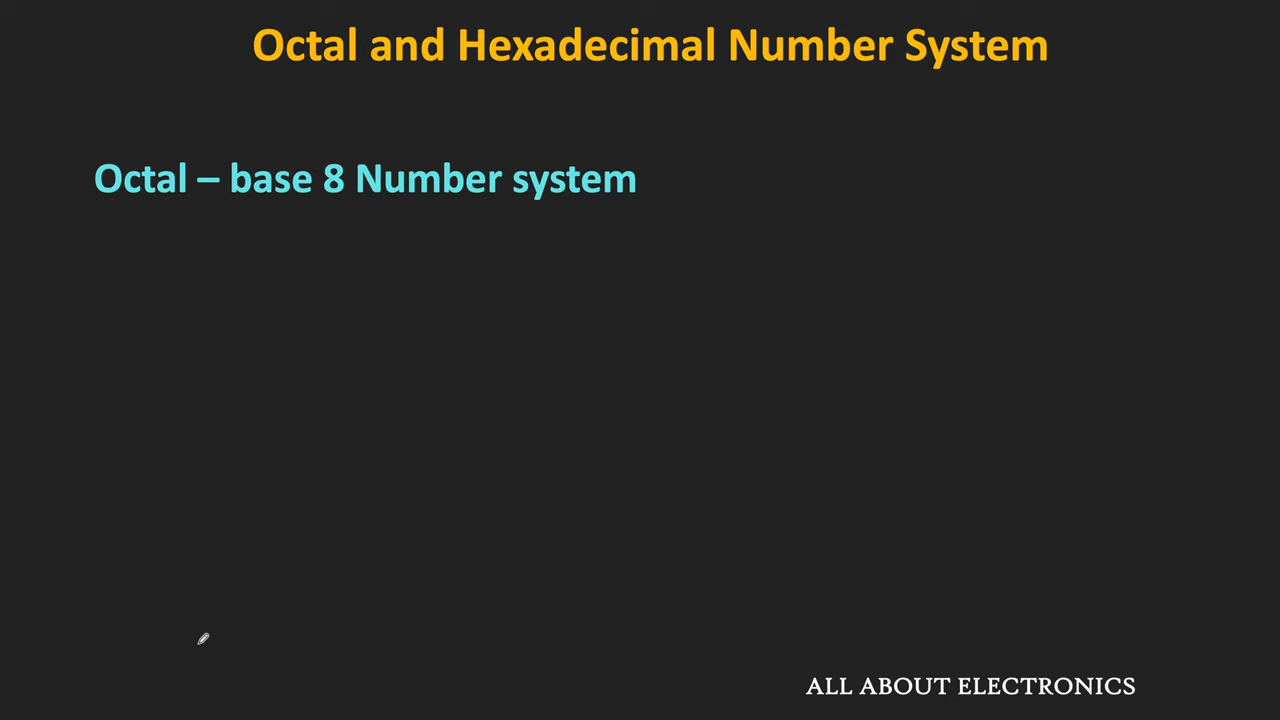 Octal and Hexadecimal Number System
Octal – base 8 Number system
ALL ABOUT ELECTRONICS